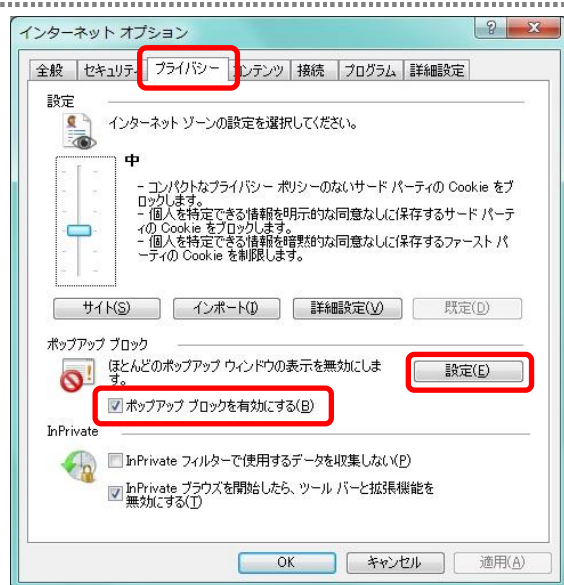 インターネット オプション
全般 セキュリティ プライバシー コンテンツ 接続 プログラム 詳細設定
設定
インターネット ゾーンの設定を選択してください。
中
- コンパクトなプライバシー ポリシーのないサード パーティの Cookie をブ
ロックします。
- 個人を特定できる情報を明示的な同意なしに保存するサード パーテ
ィの Cookie をブロックします。
- 個人を特定できる情報を暗黙的な同意なしに保存するファースト パ
ーティの Cookie を制限します。
サイト(S) インポート(I) 詳細設定(V) 既定(D)
ポップアップ ブロック
ほとんどのポップアップ ウィンドウの表示を無効にしま
す。
設定(E)
ポップアップ ブロックを有効にする(B)
InPrivate
InPrivate フィルターで使用するデータを収集しない(P)
InPrivate ブラウズを開始したら、ツール バーと拡張機能を
無効にする(T)
OK キャンセル 適用(A)